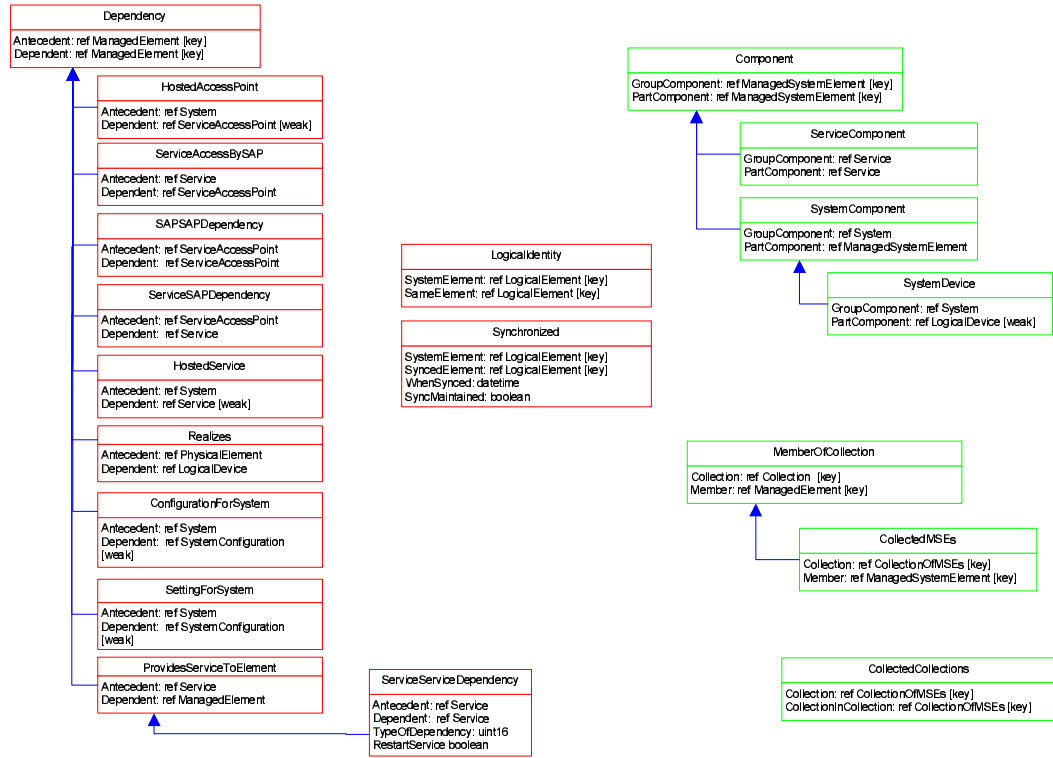 Dependency
Antecedent: ref ManagedElement [key]
Dependent: ref ManagedElement [key]
HostedAccessPoint
Antecedent: ref System
Dependent: ref ServiceAccessPoint [weak]
ServiceAccessBySAP
Antecedent: ref Service
Dependent: ref ServiceAccessPoint
SAPSAPDependency
Antecedent: ref ServiceAccessPoint
Dependent: ref ServiceAccessPoint
ServiceSAPDependency
Antecedent: ref ServiceAccessPoint
Dependent: ref Service
HostedService
Antecedent: ref System
Dependent: ref Service [weak]
Realizes
Antecedent: ref PhysicalElement
Dependent: ref LogicalDevice
ConfigurationForSystem
Antecedent: ref System
Dependent: ref SystemConfiguration
[weak]
SettingForSystem
Antecedent: ref System
Dependent: ref SystemConfiguration
[weak]
ProvidesServiceToElement
Antecedent: ref Service
Dependent: ref ManagedElement
ServiceServiceDependency
Antecedent: ref Service
Dependent: ref Service
TypeOfDependency: uint16
RestartService boolean
LogicalIdentity
SystemElement: ref LogicalElement [key]
SameElement: ref LogicalElement [key]
Synchronized
SystemElement: ref LogicalElement [key]
SyncedElement: ref LogicalElement [key]
WhenSynced: datetime
SyncMaintained: boolean
Component
GroupComponent: ref ManagedSystemElement [key]
PartComponent: ref ManagedSystemElement [key]
ServiceComponent
GroupComponent: ref Service
PartComponent: ref Service
SystemComponent
GroupComponent: ref System
PartComponent: ref ManagedSystemElement
SystemDevice
GroupComponent: ref System
PartComponent: ref LogicalDevice [weak]
MemberOfCollection
Collection: ref Collection [key]
Member: ref ManagedElement [key]
CollectedMSEs
Collection: ref CollectionOfMSEs [key]
Member: ref ManagedSystemElement [key]
CollectedCollections
Collection: ref CollectionOfMSEs [key]
CollectionInCollection: ref CollectionOfMSEs [key]